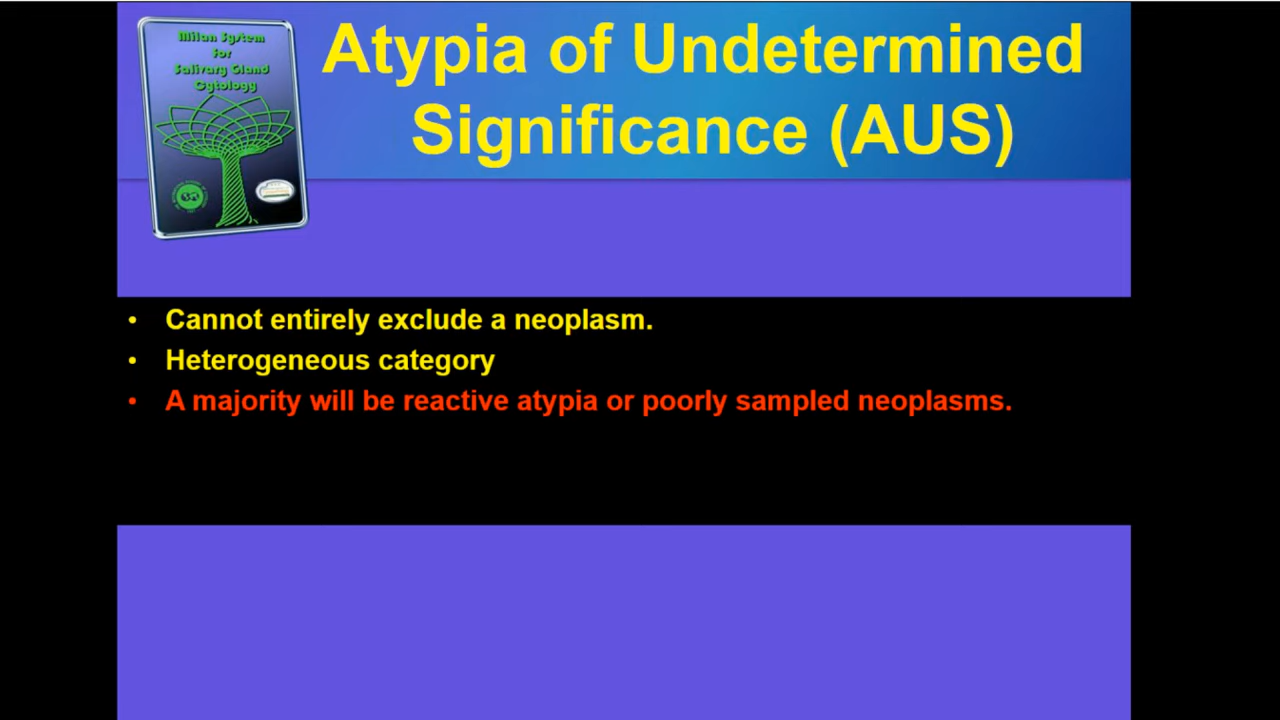 Milan System
for
Salivary Gland
Cytology
Atypia of Undetermined
Significance (AUS)
• Cannot entirely exclude a neoplasm.
• Heterogeneous category
• A majority will be reactive atypia or poorly sampled neoplasms.